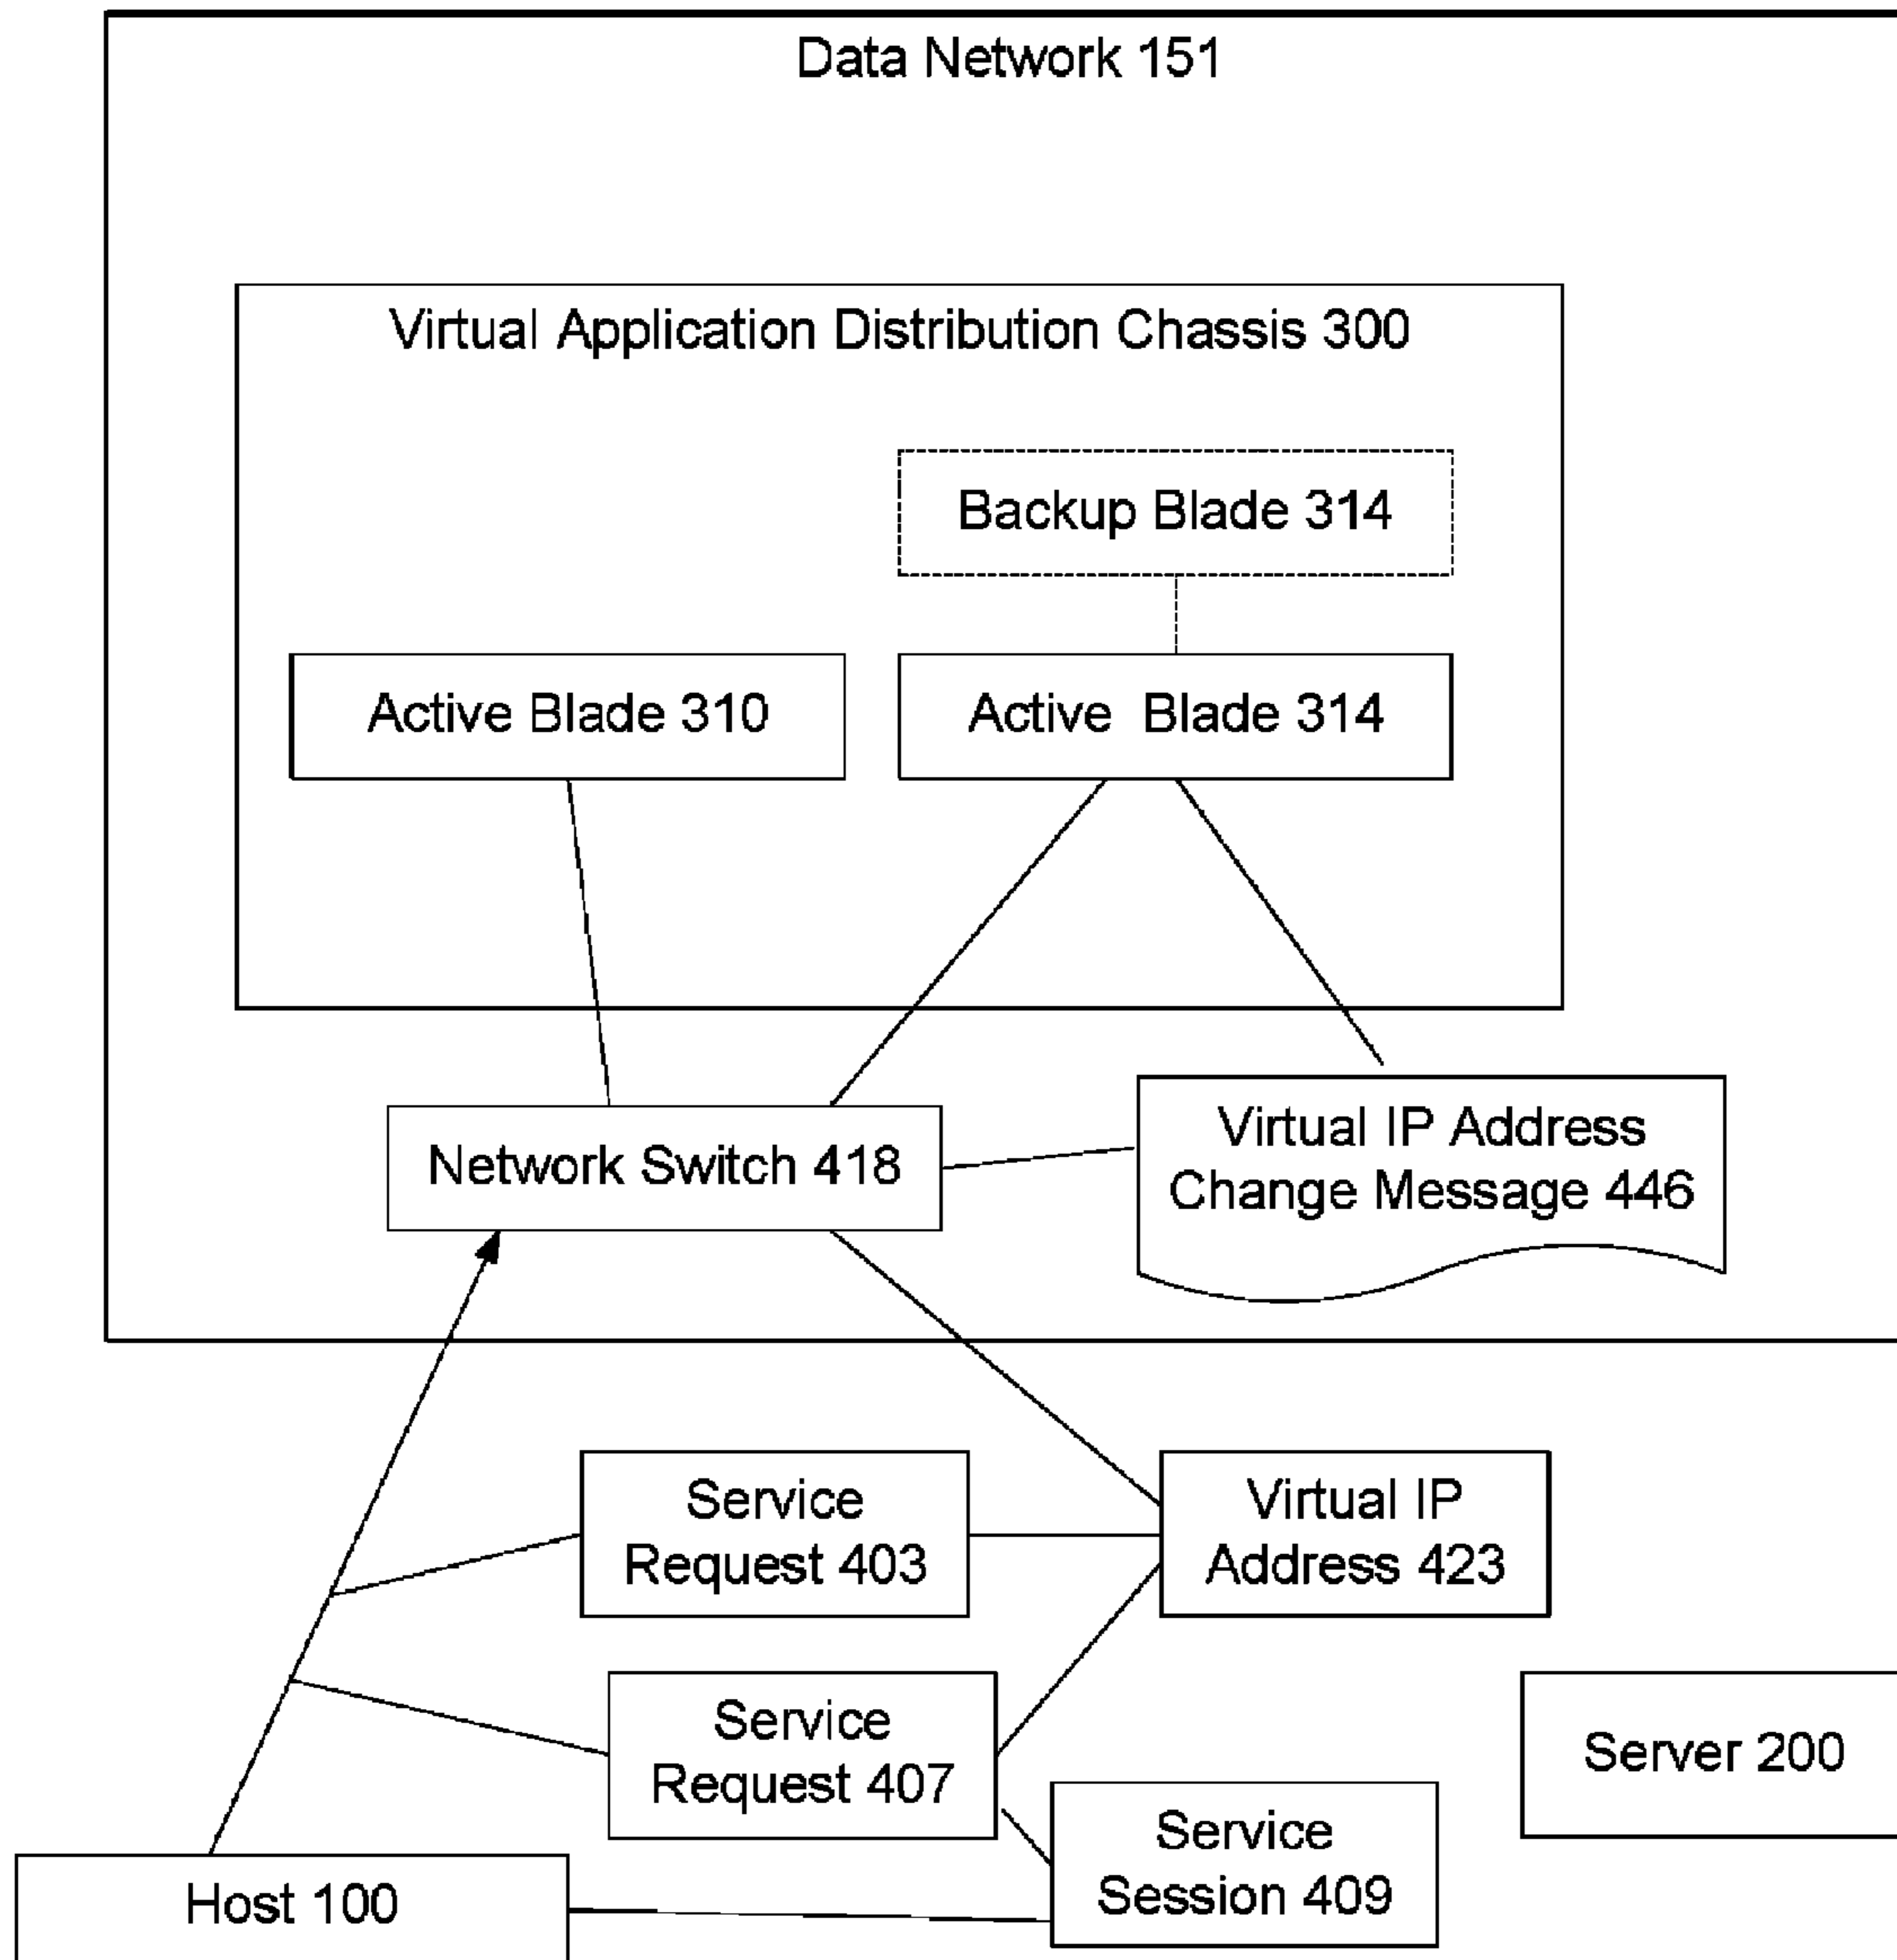 Data Network 151
Virtual Application Distribution Chassis 300
Backup Blade 314
Active Blade 310
Active Blade 314
Network Switch 418
Virtual IP Address
Change Message 446
Service
Request 403
Virtual IP
Address 423
Service
Request 407
Server 200
Service
Session 409
Host 100